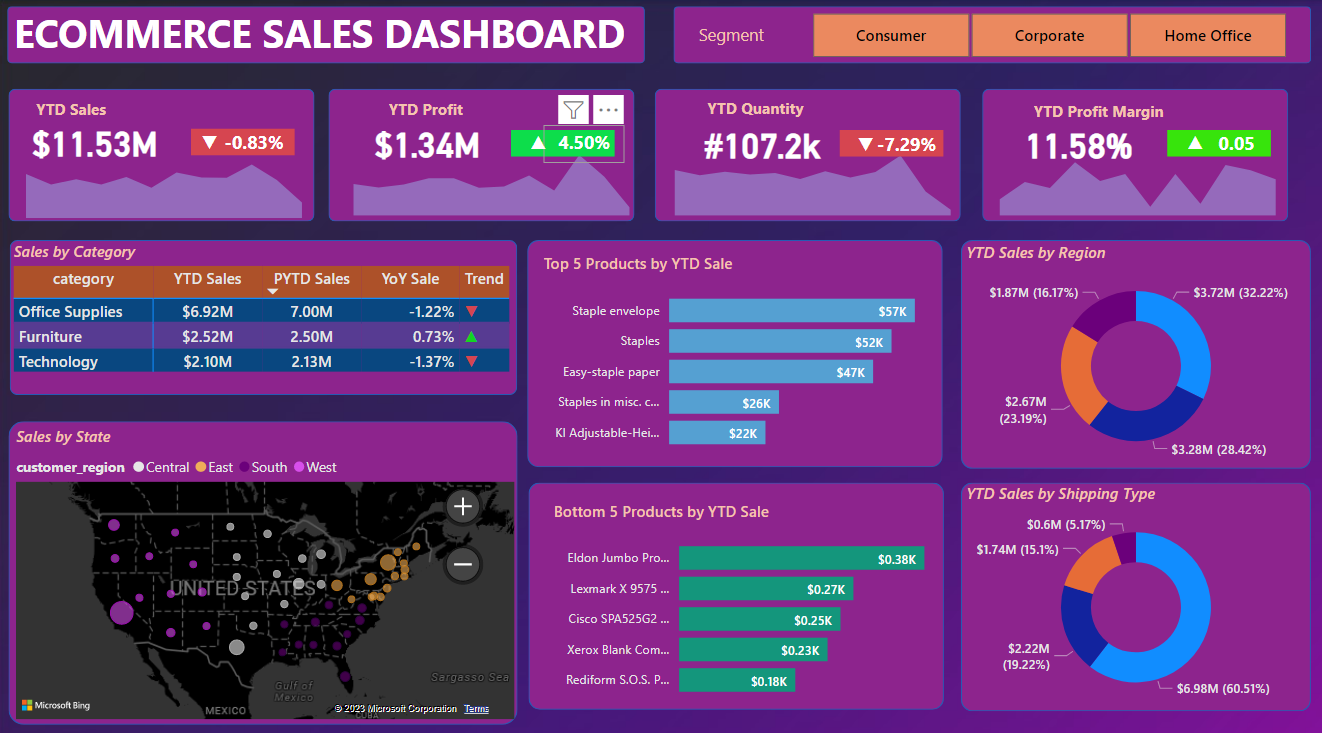 ECOMMERCE SALES DASHBOARD
Segment
Consumer
Corporate
Home Office
YTD Sales
$11.53M
▼ -0.83%
YTD Profit
$1.34M
▲ 4.50%
YTD Quantity
#107.2k
▼ -7.29%
YTD Profit Margin
11.58%
▲ 0.05
Sales by Category
category YTD Sales PYTD Sales YoY Sale Trend
Office Supplies $6.92M 7.00M -1.22% ▼
Furniture $2.52M 2.50M 0.73% ▲
Technology $2.10M 2.13M -1.37% ▼
Top 5 Products by YTD Sale
Staple envelope $57K
Staples $52K
Easy-staple paper $47K
Staples in misc. c... $26K
KI Adjustable-Hei... $22K
YTD Sales by Region
$1.87M (16.17%)
$3.72M (32.22%)
$2.67M
(23.19%)
$3.28M (28.42%)
Sales by State
customer_region Central East South West
UNITED STATES
Gulf of
Mexico
Sargasso Sea
MEXICO
CUBA
Microsoft Bing
© 2023 Microsoft Corporation Terms
Bottom 5 Products by YTD Sale
Eldon Jumbo Pro... $0.38K
Lexmark X 9575 ... $0.27K
Cisco SPA525G2 ... $0.25K
Xerox Blank Com... $0.23K
Rediform S.O.S. P... $0.18K
YTD Sales by Shipping Type
$0.6M (5.17%)
$1.74M (15.1%)
$2.22M
(19.22%)
$6.98M (60.51%)